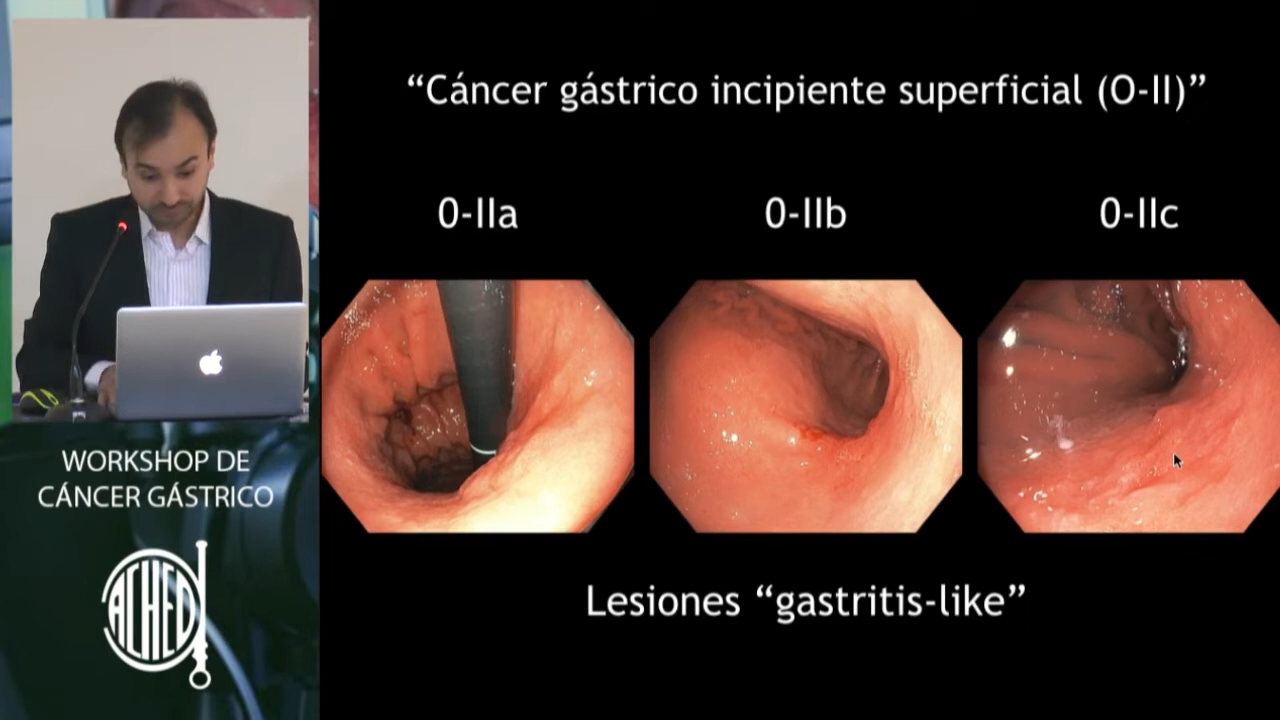 “Cáncer gástrico incipiente superficial (O-II)”
0-IIa
0-IIb
0-IIc
Lesiones “gastritis-like”
WORKSHOP DE
CÁNCER GÁSTRICO
ACHED